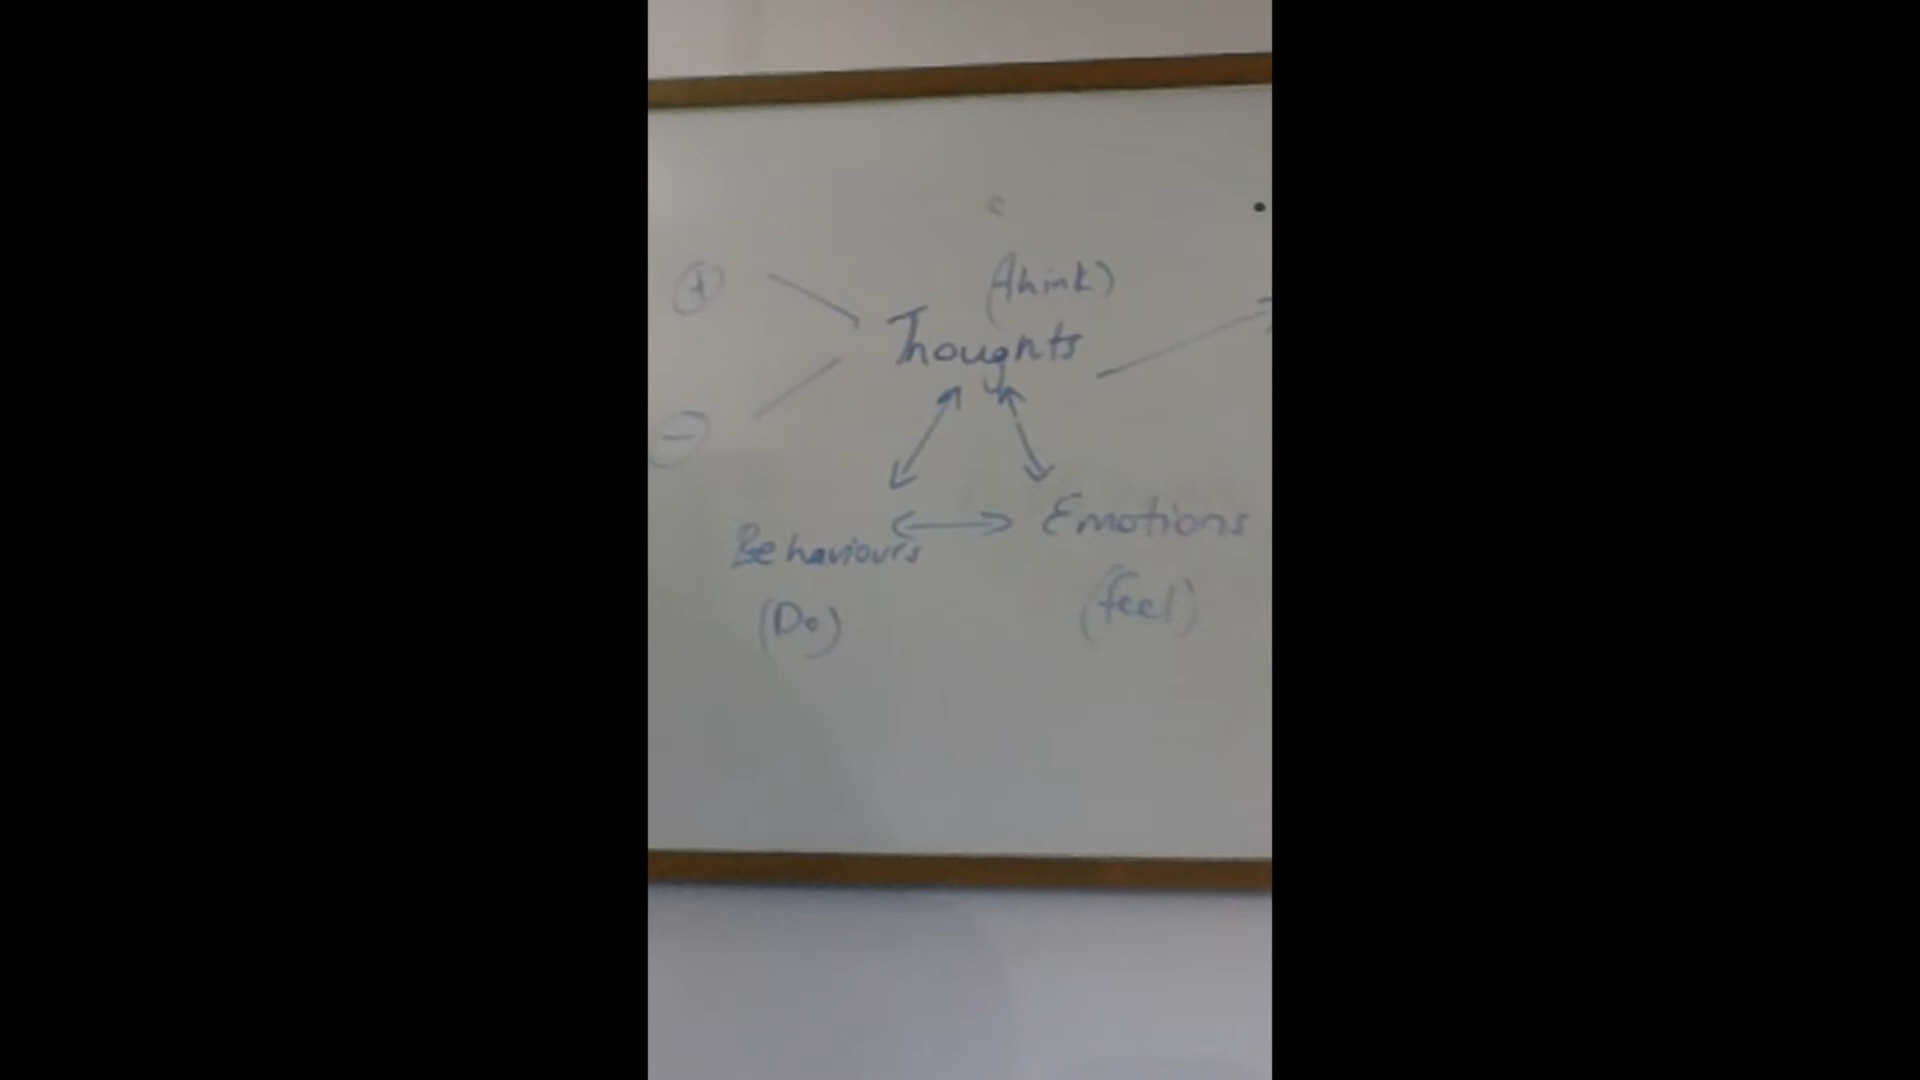 (think)
+
Thoughts
−
Behaviours
Emotions
(Do)
(feel)